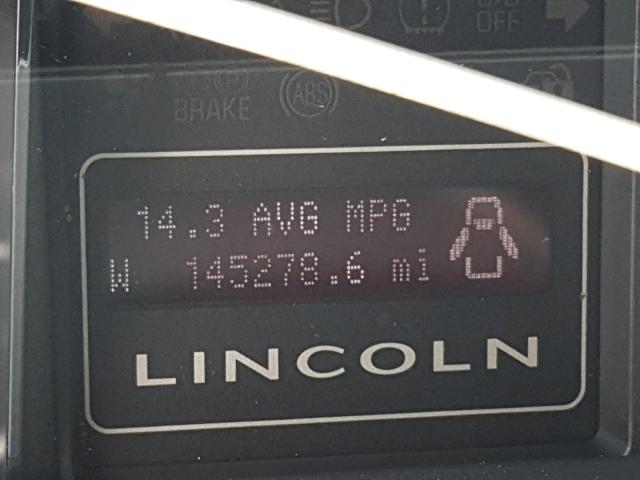 OFF
BRAKE
ABS
14.3 AVG MPG
W 145278.6 mi
LINCOLN